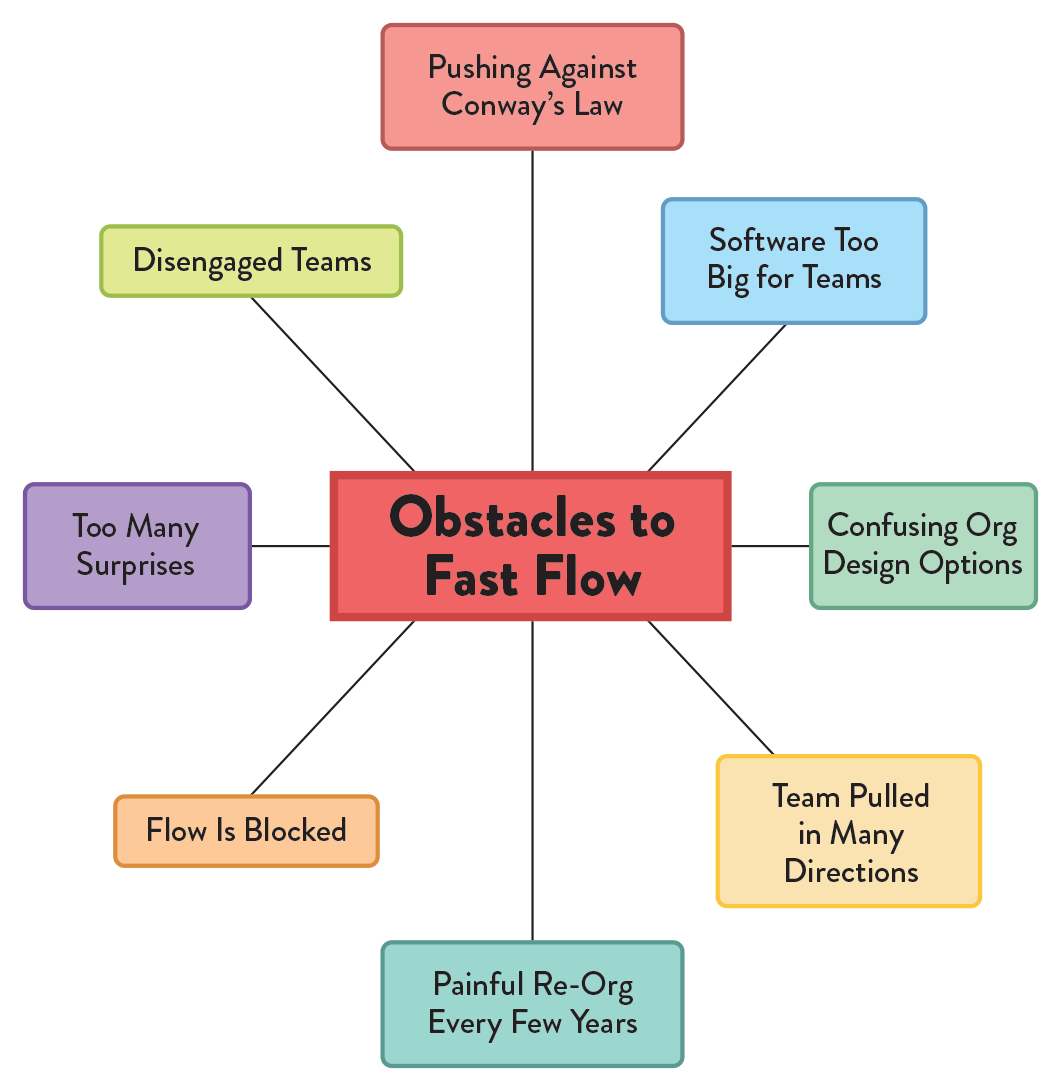 Pushing Against
Conway’s Law
Software Too
Big for Teams
Disengaged Teams
Obstacles to
Fast Flow
Too Many
Surprises
Confusing Org
Design Options
Team Pulled
in Many
Directions
Flow Is Blocked
Painful Re-Org
Every Few Years